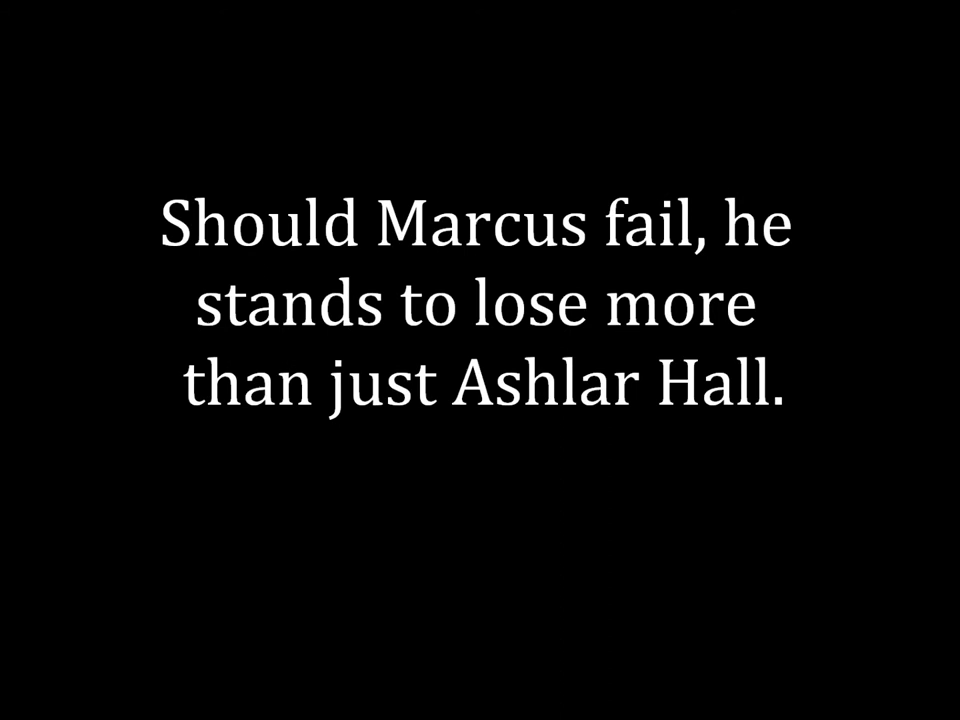 Should Marcus fail, he
stands to lose more
than just Ashlar Hall.